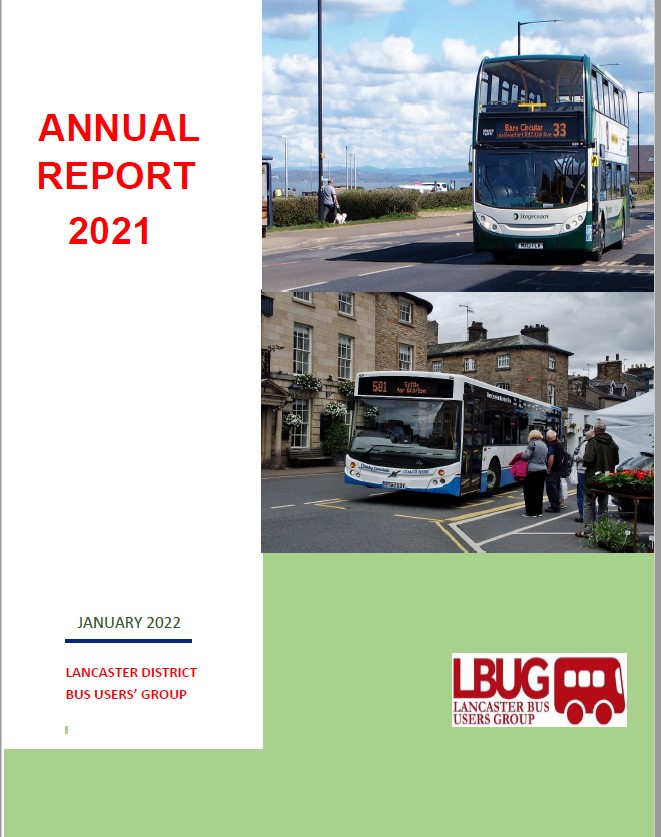 ANNUAL
REPORT
2021
Bare Circular 33
Stagecoach
581 Settle
JANUARY 2022
LANCASTER DISTRICT
BUS USERS’ GROUP
LBUG
LANCASTER BUS
USERS GROUP